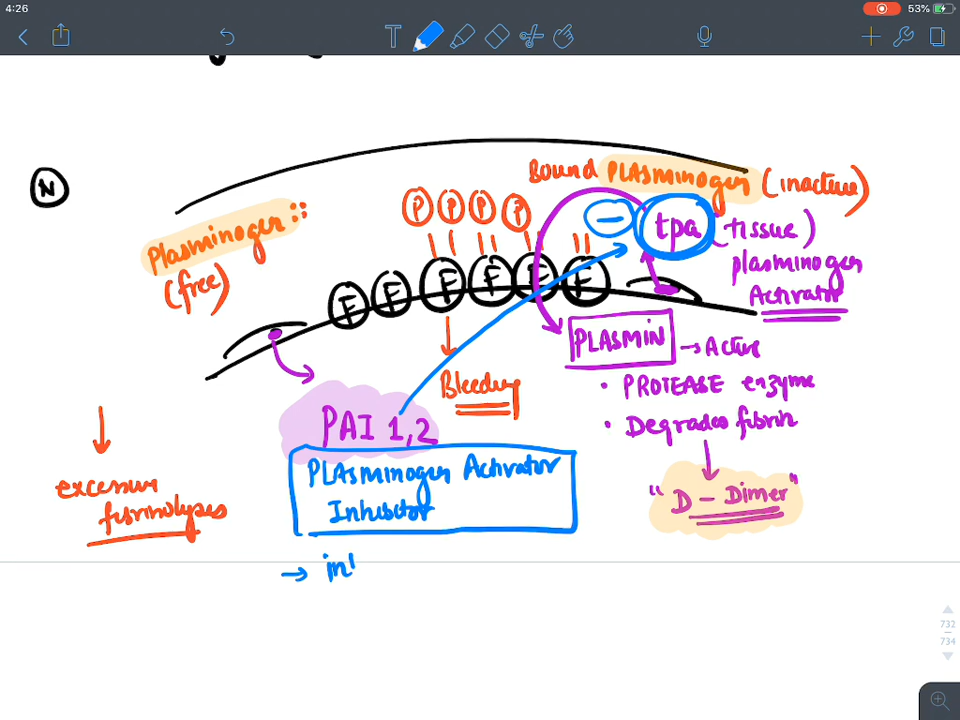 4:26
53%
T
N
Bound PLASminogen (inactive)
Plasminogen
(free)
P P P P
tpa (tissue)
plasminogen
Activator
F F F F F F
PLASMIN → Active
• PROTEASE enzyme
• Degrades fibrin
Bleeding
PAI 1,2
PLAsminogen Activator
Inhibitor
"D - Dimer"
excessive
fibrinolyses
→ in
732
734